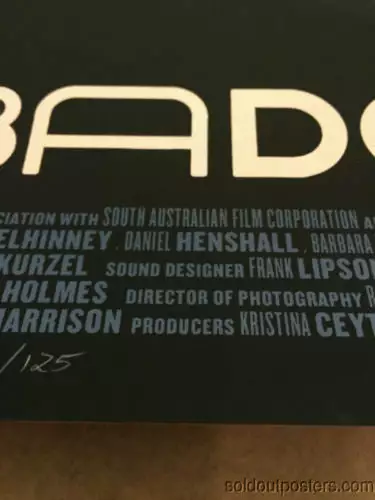 BADO
CIATION WITH SOUTH AUSTRALIAN FILM CORPORATION A
ELHINNEY . DANIEL HENSHALL . BARBARA
KURZEL SOUND DESIGNER FRANK LIPSO
HOLMES DIRECTOR OF PHOTOGRAPHY R
HARRISON PRODUCERS KRISTINA CEYT
/125
soldoutposters.com